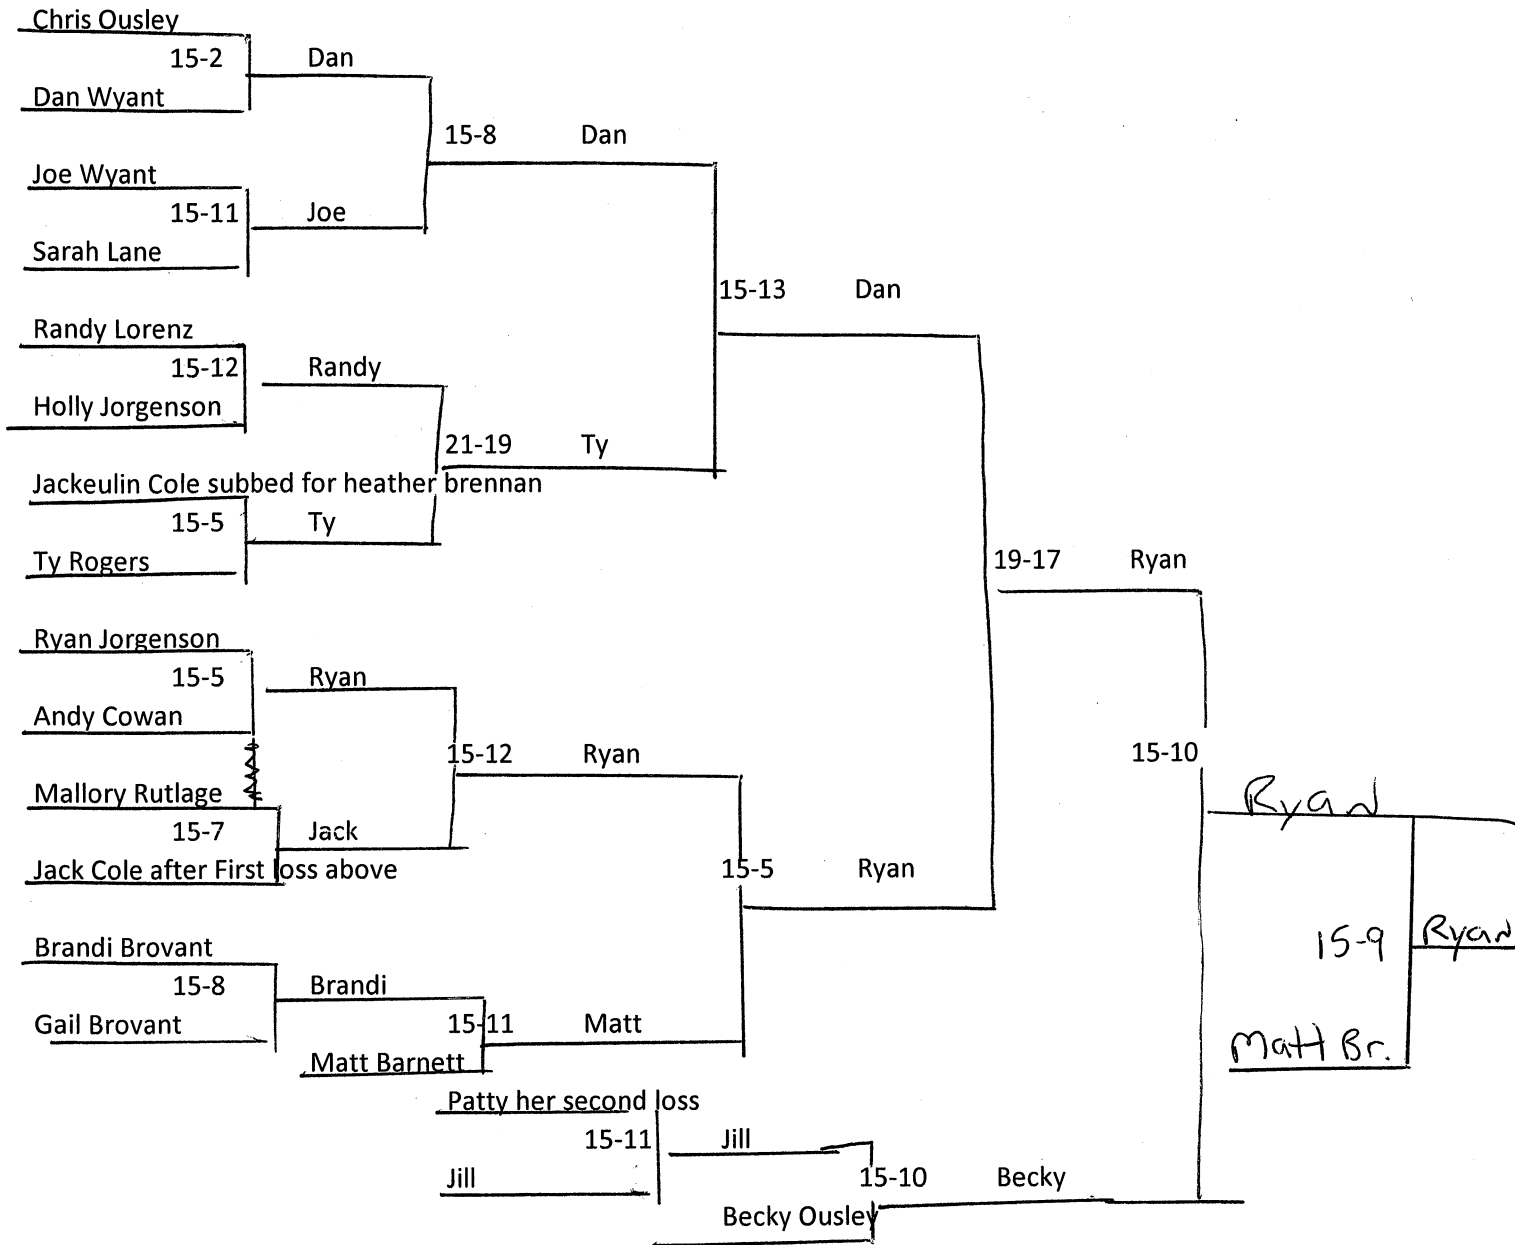 Chris Ousley
15-2
Dan
Dan Wyant
15-8
Dan
Joe Wyant
15-11
Joe
Sarah Lane
15-13
Dan
Randy Lorenz
15-12
Randy
Holly Jorgenson
21-19
Ty
Jackeulin Cole subbed for heather brennan
15-5
Ty
Ty Rogers
19-17
Ryan
Ryan Jorgenson
15-5
Ryan
Andy Cowan
15-12
Ryan
15-10
Mallory Rutlage
Ryan
15-7
Jack
Jack Cole after First loss above
15-5
Ryan
Brandi Brovant
15-9
Ryan
15-8
Brandi
Gail Brovant
15-11
Matt
Matt Br.
Matt Barnett
Patty her second loss
15-11
Jill
Jill
15-10
Becky
Becky Ousley